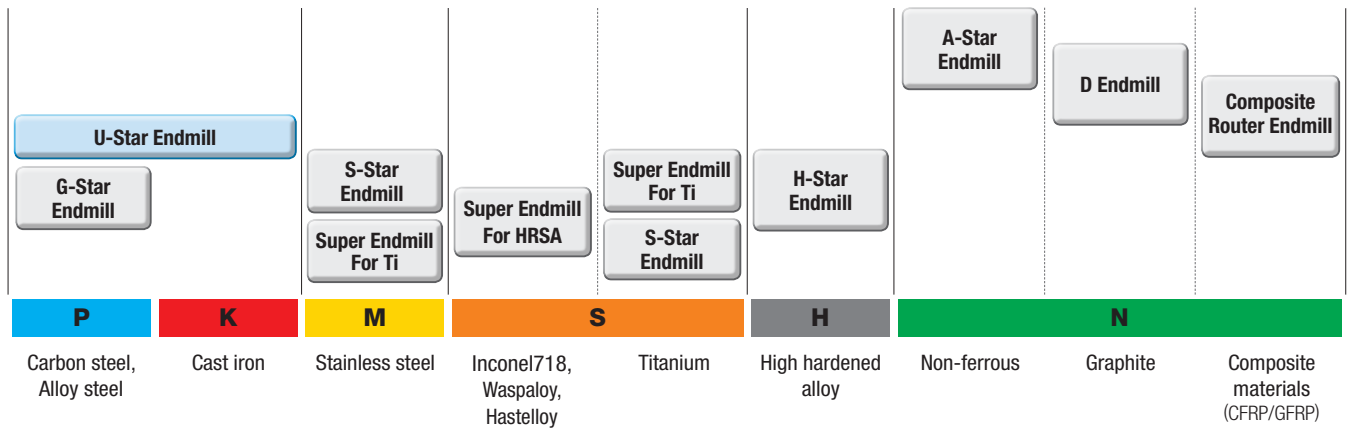 A-Star
Endmill
D Endmill
Composite
Router Endmill
U-Star Endmill
G-Star
Endmill
S-Star
Endmill
Super Endmill
For Ti
Super Endmill
For HRSA
Super Endmill
For Ti
S-Star
Endmill
H-Star
Endmill
P
K
M
S
H
N
Carbon steel,
Alloy steel
Cast iron
Stainless steel
Inconel718,
Waspaloy,
Hastelloy
Titanium
High hardened
alloy
Non-ferrous
Graphite
Composite
materials
(CFRP/GFRP)